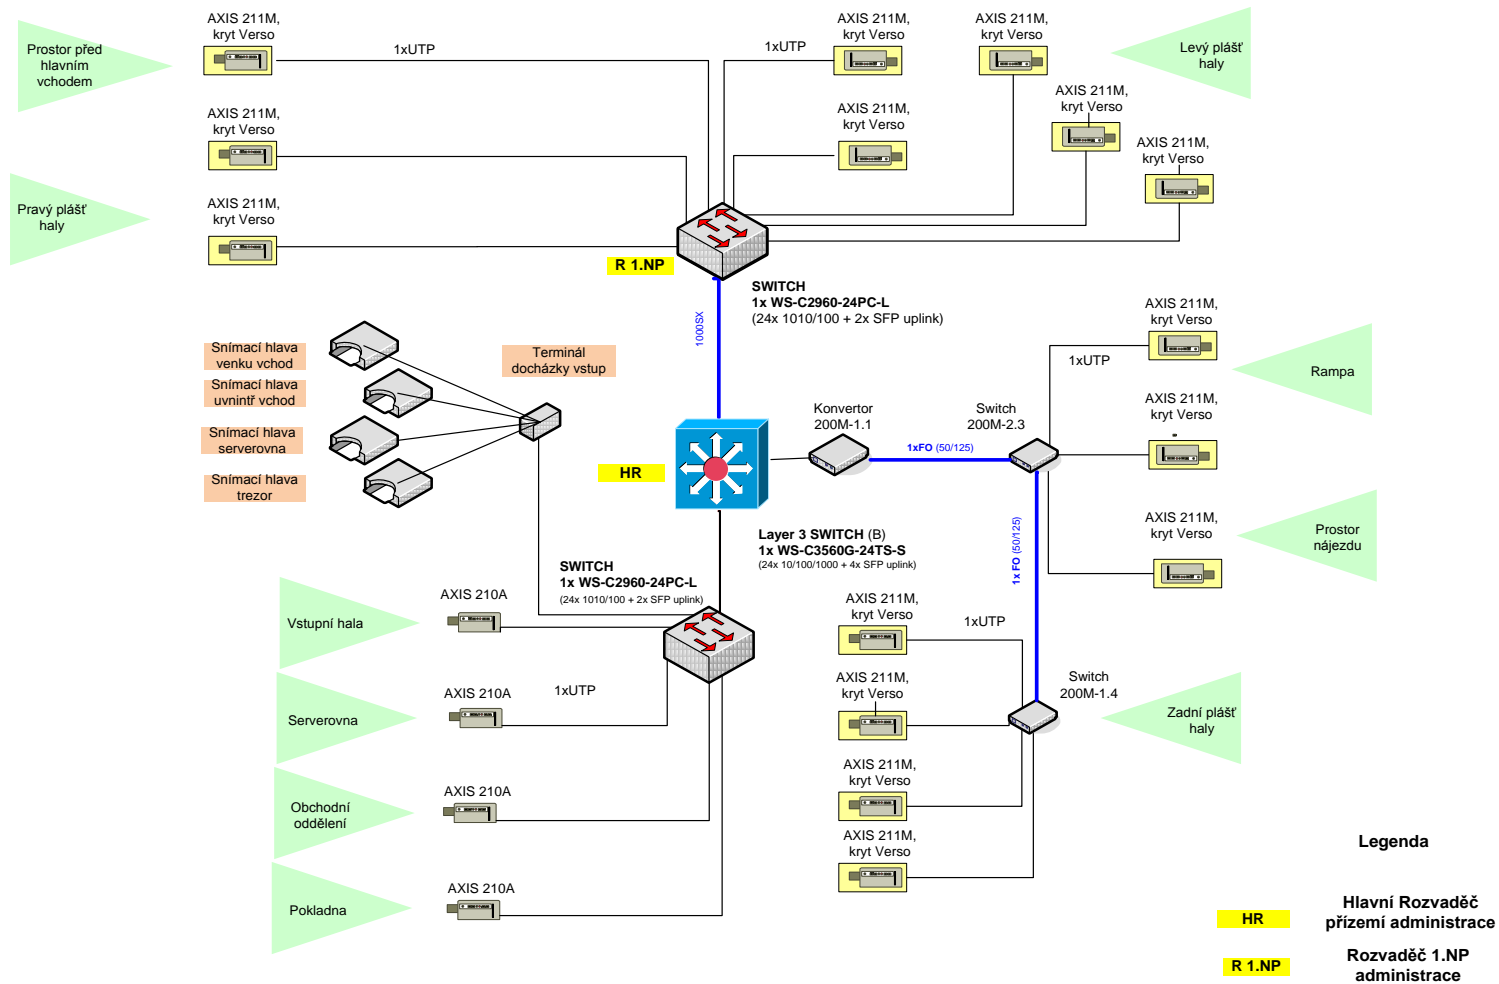 Prostor před
hlavním
vchodem
AXIS 211M,
kryt Verso
1xUTP
1xUTP
AXIS 211M,
kryt Verso
AXIS 211M,
kryt Verso
Levý plášť
haly
AXIS 211M,
kryt Verso
AXIS 211M,
kryt Verso
AXIS 211M,
kryt Verso
AXIS 211M,
kryt Verso
Pravý plášť
haly
AXIS 211M,
kryt Verso
R 1.NP
SWITCH
1x WS-C2960-24PC-L
(24x 1010/100 + 2x SFP uplink)
1000SX
Snímací hlava
venku vchod
Snímací hlava
uvnintř vchod
Snímací hlava
serverovna
Snímací hlava
trezor
Terminál
docházky vstup
HR
Konvertor
200M-1.1
1xFO (50/125)
Switch
200M-2.3
AXIS 211M,
kryt Verso
1xUTP
Rampa
AXIS 211M,
kryt Verso
AXIS 211M,
kryt Verso
Prostor
nájezdu
Layer 3 SWITCH (B)
1x WS-C3560G-24TS-S
(24x 10/100/1000 + 4x SFP uplink)
1x FO (50/125)
SWITCH
1x WS-C2960-24PC-L
(24x 1010/100 + 2x SFP uplink)
Vstupní hala
AXIS 210A
AXIS 211M,
kryt Verso
1xUTP
Serverovna
AXIS 210A
1xUTP
AXIS 211M,
kryt Verso
Switch
200M-1.4
Zadní plášť
haly
Obchodní
oddělení
AXIS 210A
AXIS 211M,
kryt Verso
AXIS 211M,
kryt Verso
Pokladna
AXIS 210A
Legenda
HR
Hlavní Rozvaděč
přízemí administrace
R 1.NP
Rozvaděč 1.NP
administrace